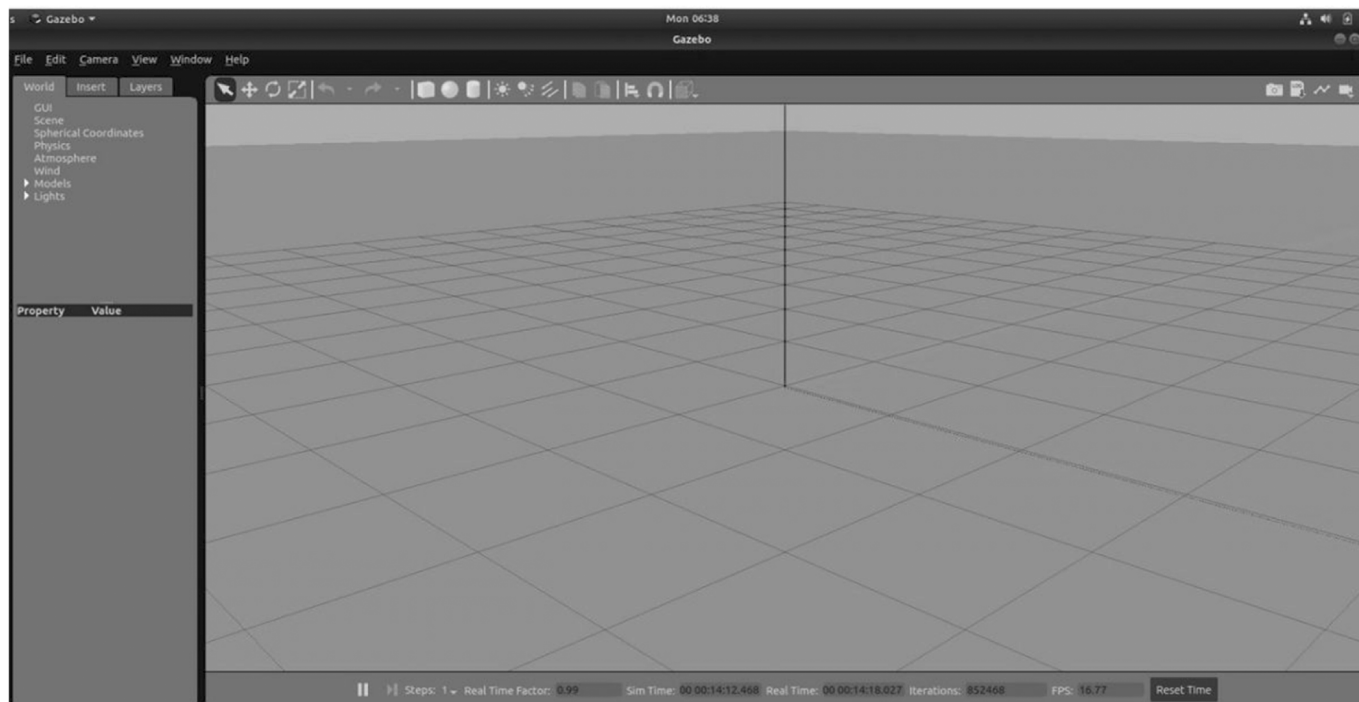 s Gazebo Mon 06:38
Gazebo
File Edit Camera View Window Help
World Insert Layers
GUI
Scene
Spherical Coordinates
Physics
Atmosphere
Wind
Models
Lights
Property Value
Steps: 1 Real Time Factor: 0.99 Sim Time: 00 00:14:12.468 Real Time: 00 00:14:18.027 Iterations: 852468 FPS: 16.77 Reset Time